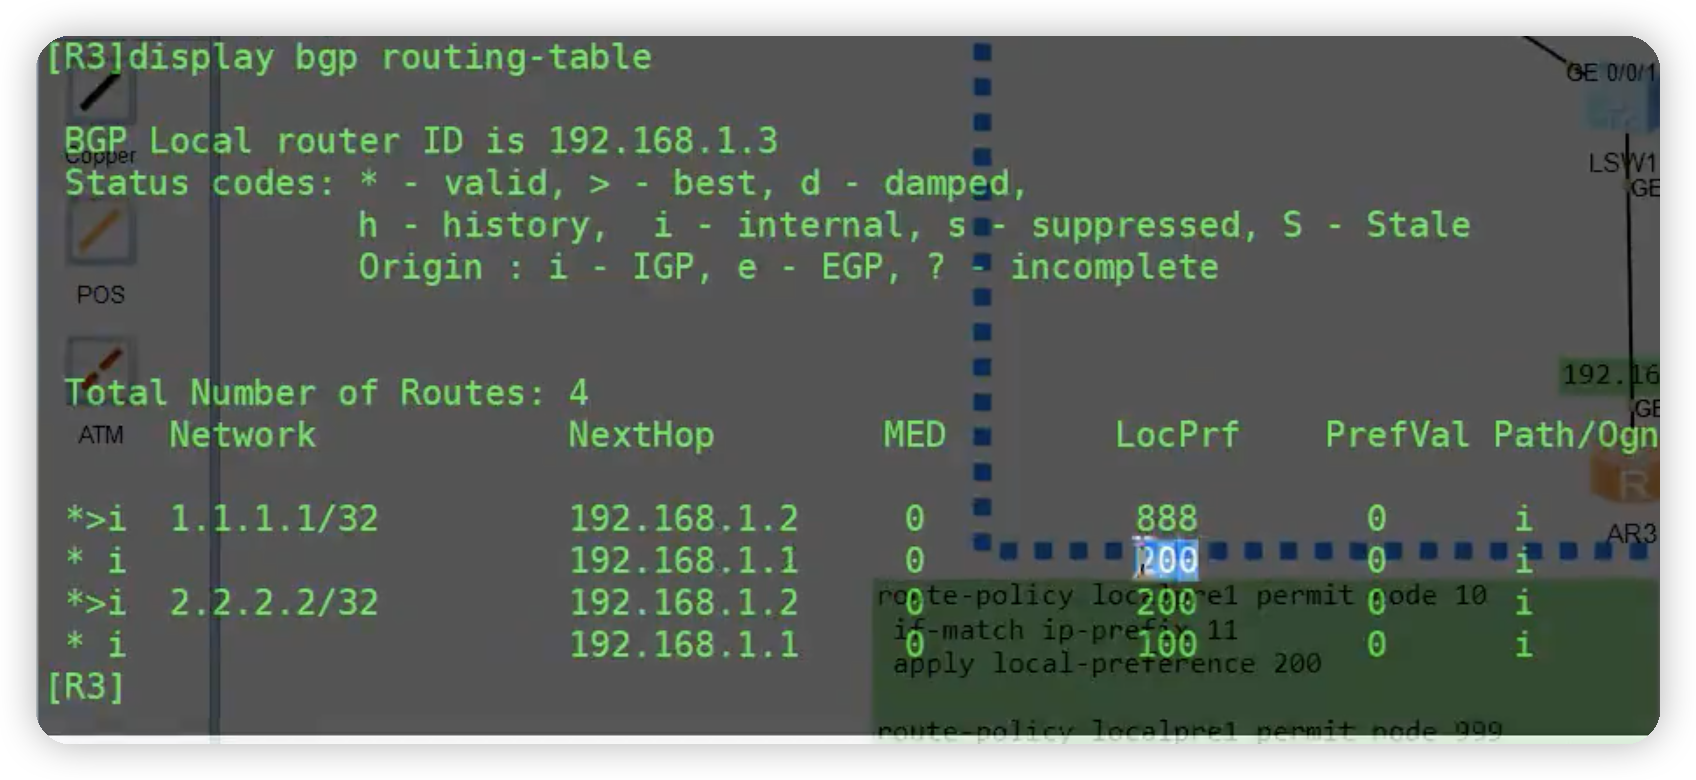 [R3]display bgp routing-table
GE 0/0/1
BGP Local router ID is 192.168.1.3
Copper
LSW1
Status codes: * - valid, > - best, d - damped,
GE
h - history,  i - internal, s - suppressed, S - Stale
Origin : i - IGP, e - EGP, ? - incomplete
POS
192.16
Total Number of Routes: 4
GE
ATM
Network NextHop MED LocPrf PrefVal Path/Ogn
R
*>i 1.1.1.1/32 192.168.1.2 0 888 0 i
AR3
* i 192.168.1.1 0 200 0 i
*>i 2.2.2.2/32 192.168.1.2 0 200 0 i
route-policy localpre1 permit node 10
if-match ip-prefix 11
* i 192.168.1.1 0 100 0 i
apply local-preference 200
[R3]
route-policy localpre1 permit node 999